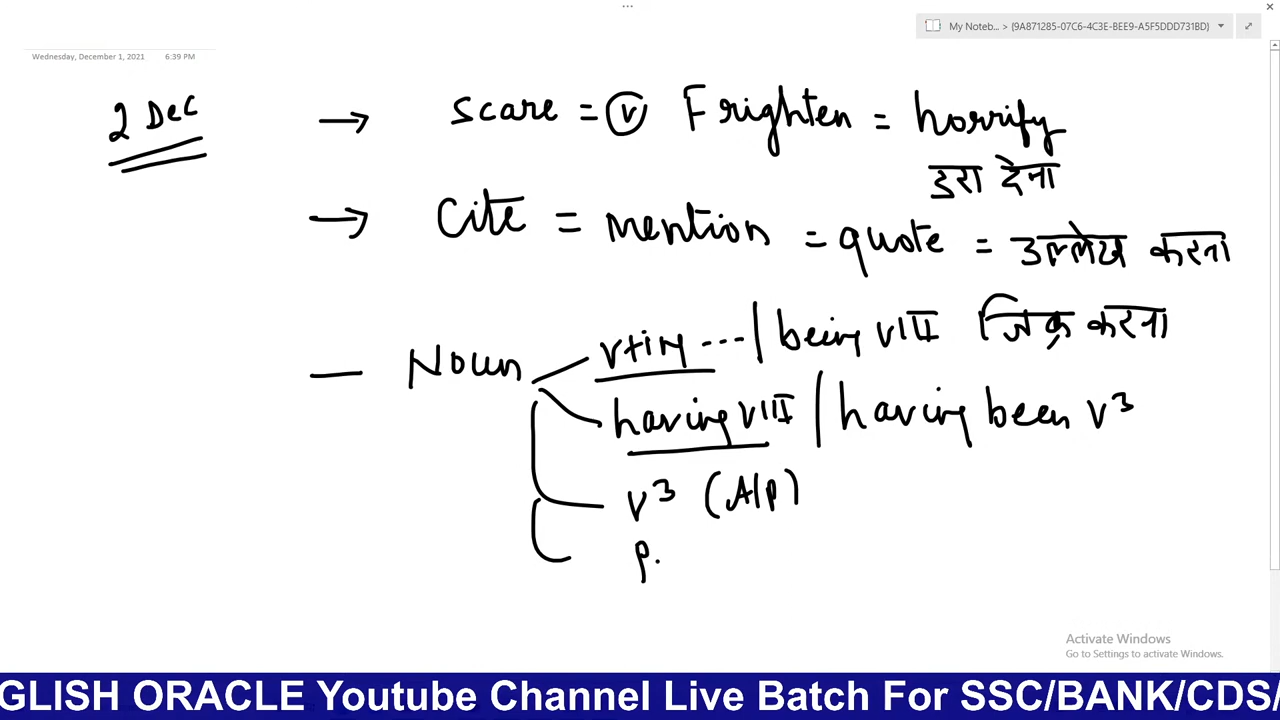 My Noteb... > {9A871285-07C6-4C3E-BEE9-A5F5DDD731BD}
Wednesday, December 1, 2021 6:39 PM
2 Dec → scare = (v) Frighten = horrify
डरा देना
→ Cite = mention = quote = उल्लेख करना
जिक्र करना
— Noun v+ing ... | being vIII
having vIII | having been v³
v³ (A/P)
p.
Activate Windows
Go to Settings to activate Windows.
GLISH ORACLE Youtube Channel Live Batch For SSC/BANK/CDS/